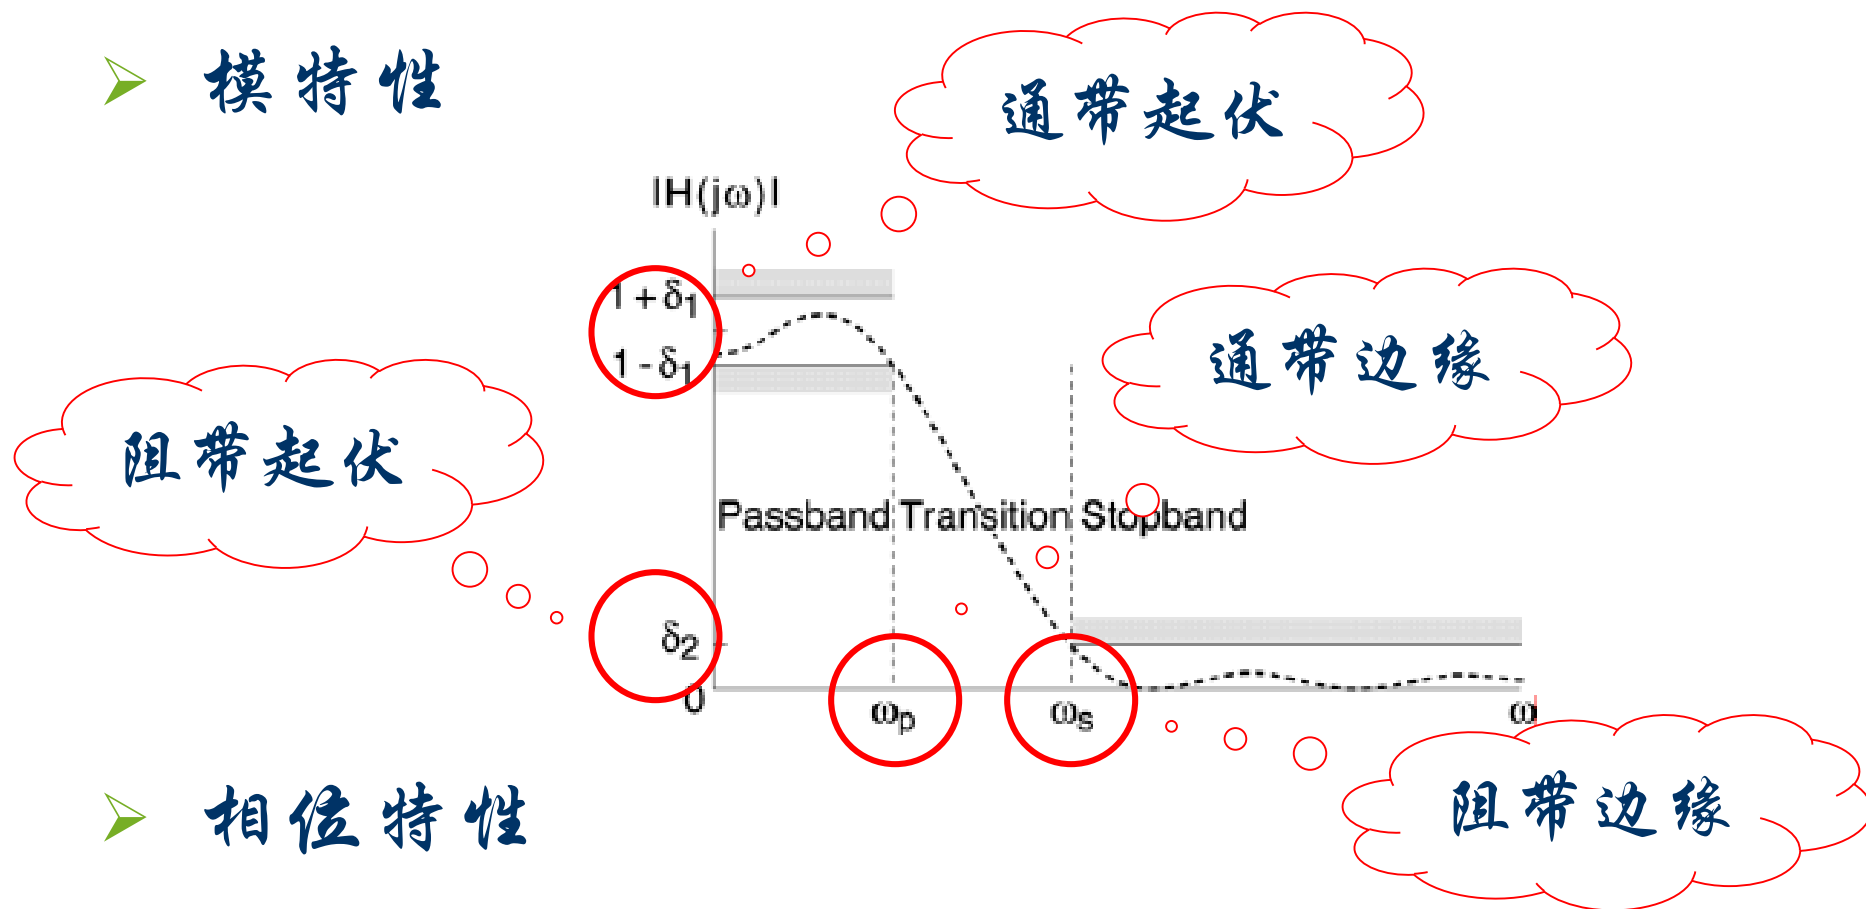 模特性
通带起伏
|H(jω)|
1 + δ1
1 - δ1
通带边缘
阻带起伏
Passband Transition Stopband
δ2
0
ωp
ωs
ω
相位特性
阻带边缘